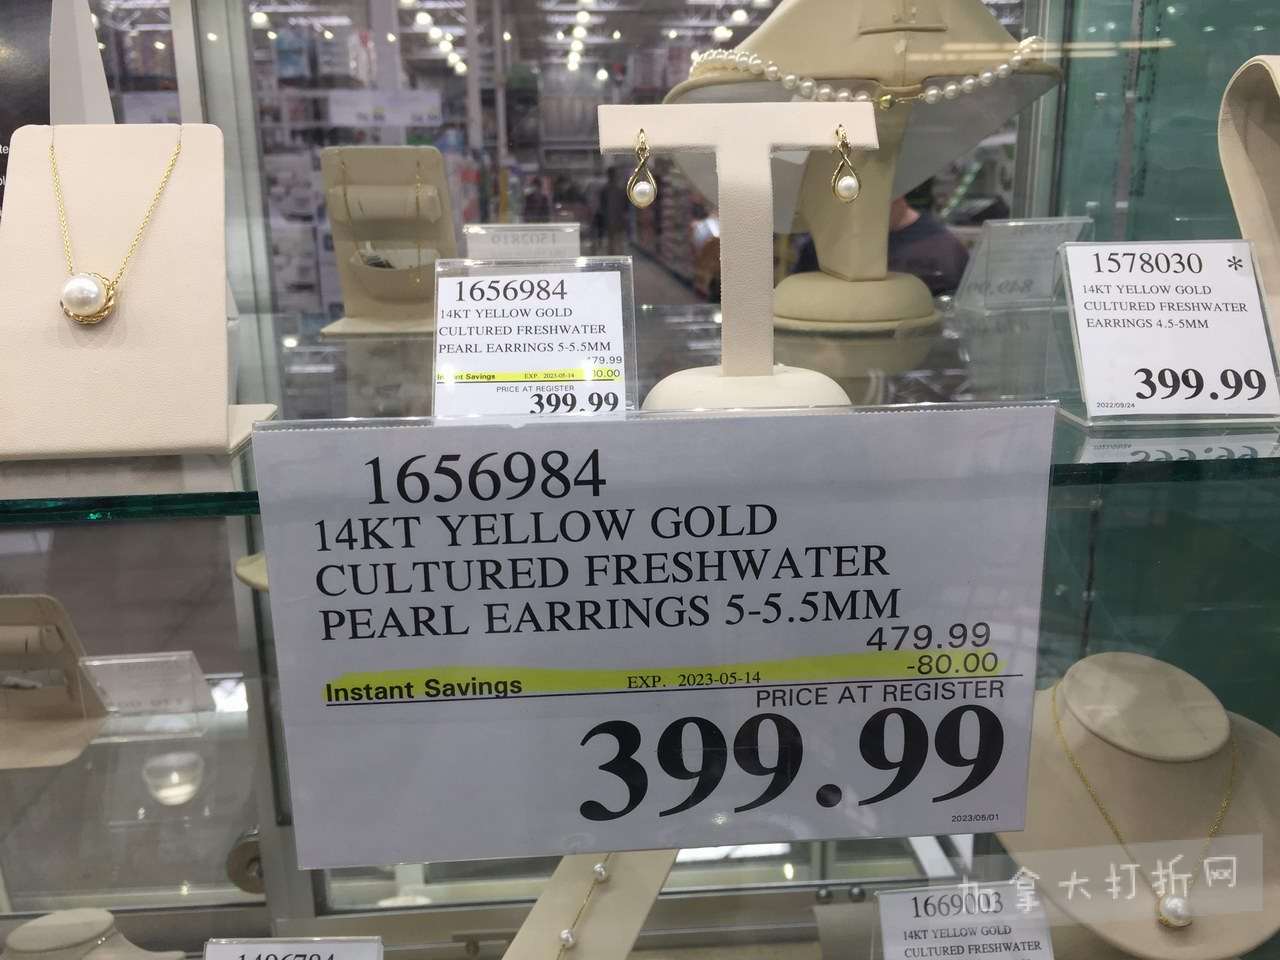 1656984
14KT YELLOW GOLD
CULTURED FRESHWATER
PEARL EARRINGS 5-5.5MM
479.99
Instant Savings EXP. 2023-05-14 80.00
PRICE AT REGISTER
399.99
1578030 *
14KT YELLOW GOLD
CULTURED FRESHWATER
EARRINGS 4.5-5MM
399.99
2022/09/24
1656984
14KT YELLOW GOLD
CULTURED FRESHWATER
PEARL EARRINGS 5-5.5MM
479.99
Instant Savings EXP. 2023-05-14 -80.00
PRICE AT REGISTER
399.99
加拿大打折网
1669003
14KT YELLOW GOLD
CULTURED FRESHWATER